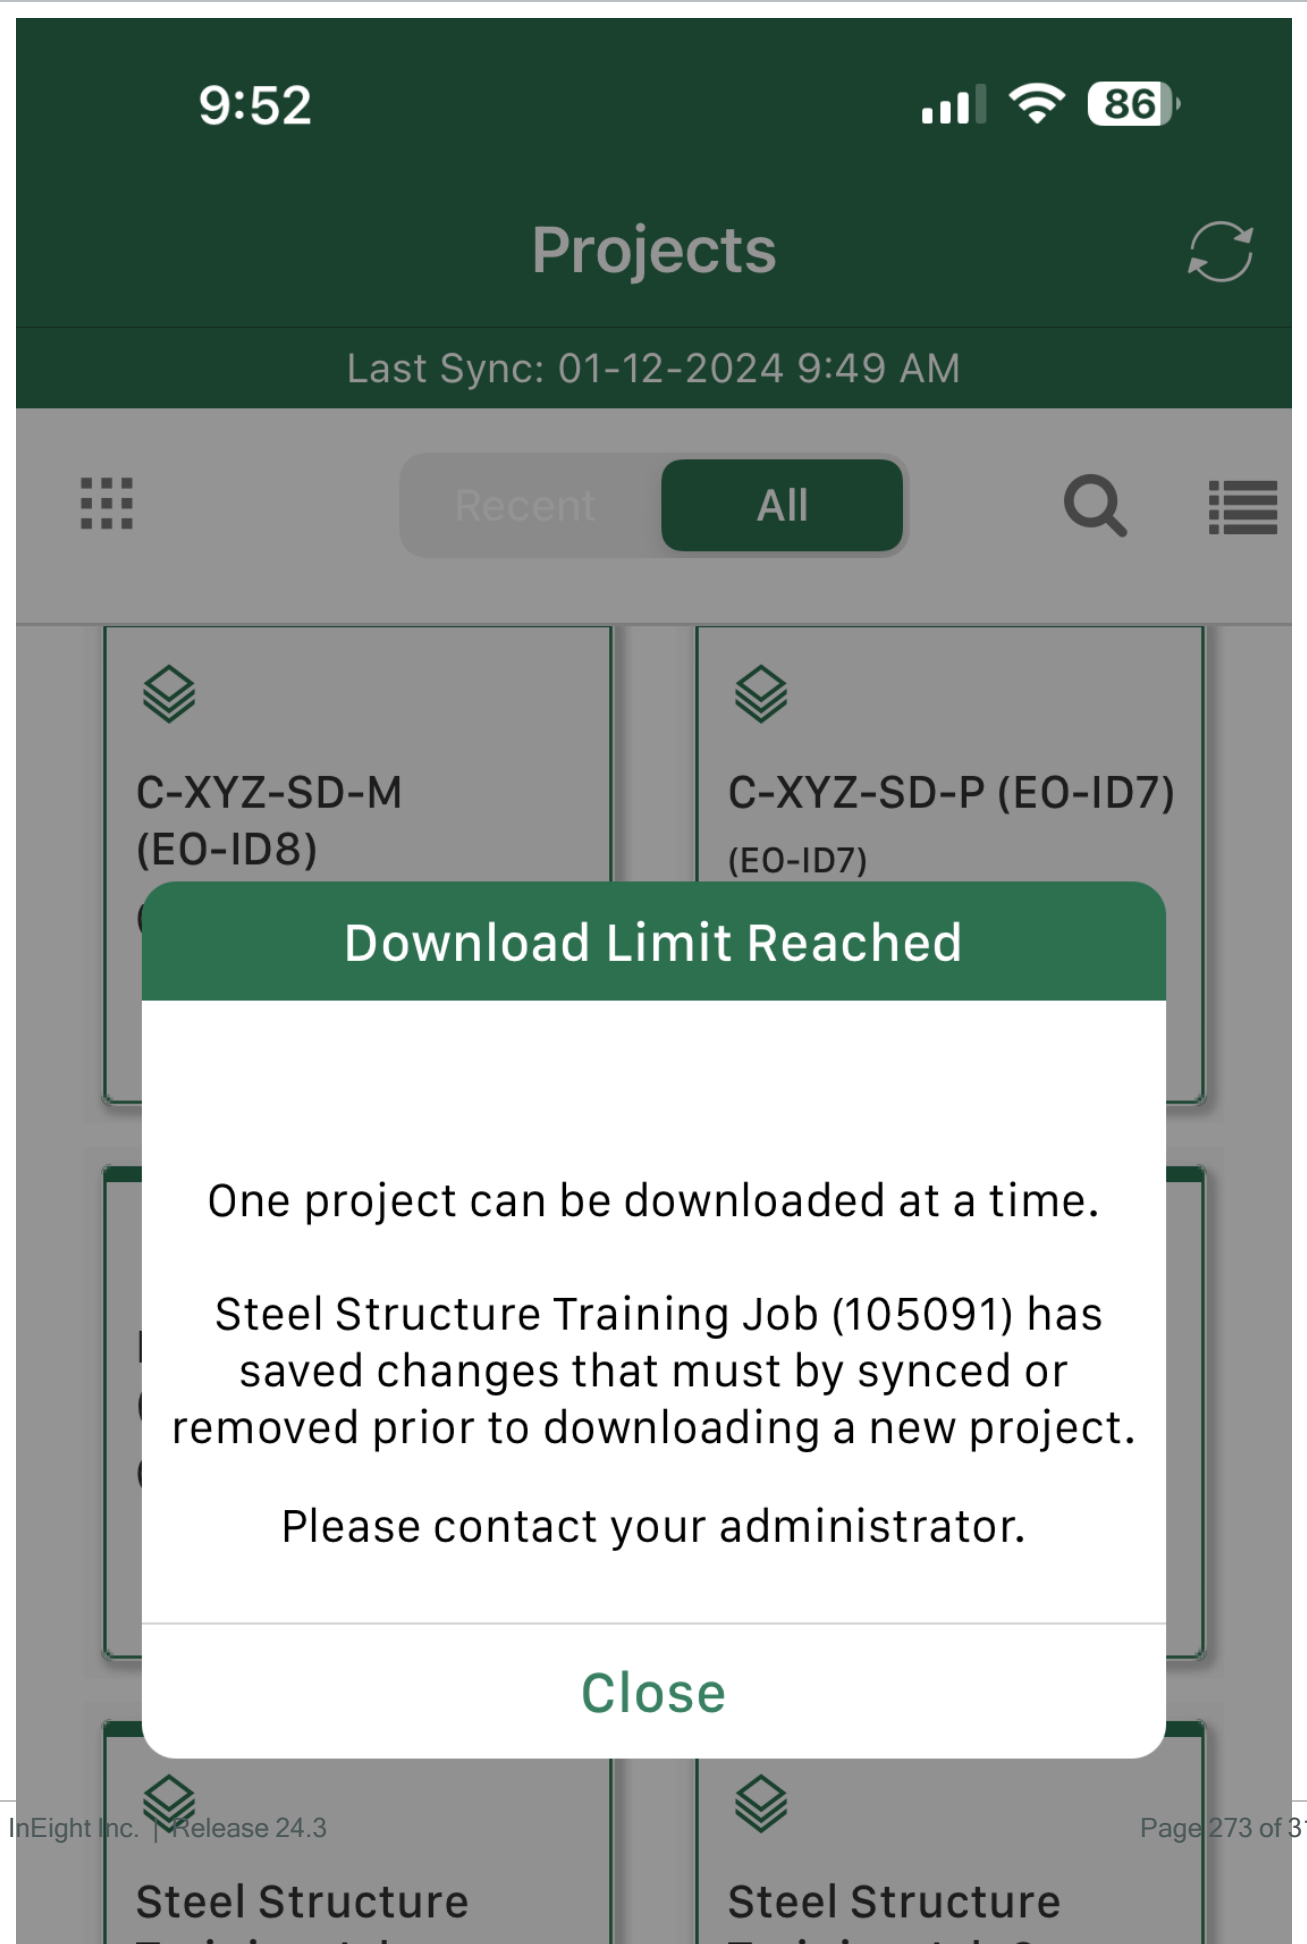 9:52
86
Projects
Last Sync: 01-12-2024 9:49 AM
Recent
All
C-XYZ-SD-M
(EO-ID8)
C-XYZ-SD-P (EO-ID7)
(EO-ID7)
Download Limit Reached
One project can be downloaded at a time.
Steel Structure Training Job (105091) has
saved changes that must by synced or
removed prior to downloading a new project.
Please contact your administrator.
Close
InEight Inc. | Release 24.3
Page 273 of
Steel Structure
Steel Structure